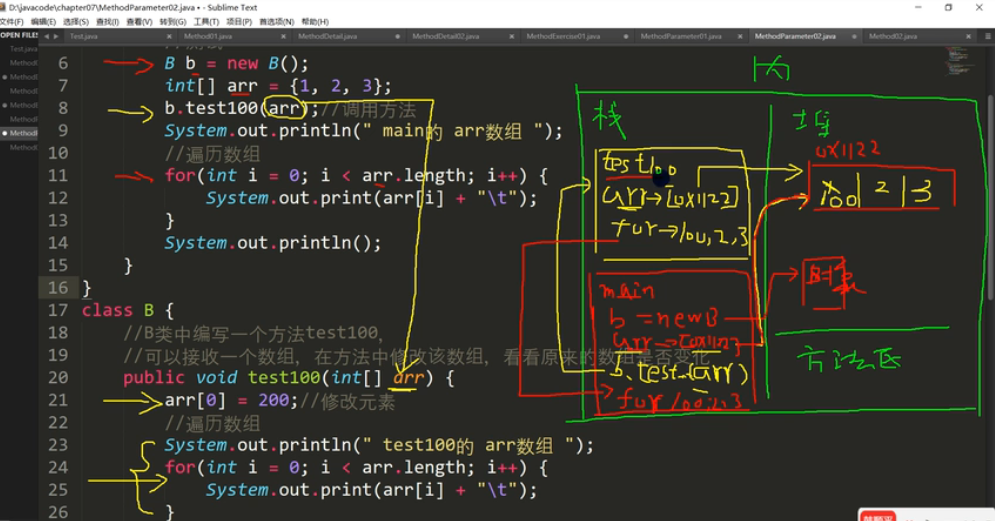 D:\javacode\chapter07\MethodParameter02.java • - Sublime Text
文件(F) 编辑(E) 选择(S) 查找(I) 查看(V) 转到(G) 工具(T) 项目(P) 首选项(N) 帮助(H)
OPEN FILES
Test.java
Method01.java
MethodDetail.java
MethodDetail02.java
MethodExercise01.java
MethodParameter01.java
MethodParameter02.java
Method02.java
6 B b = new B();
7 int[] arr = {1, 2, 3};
8 b.test100(arr);//调用方法
9 System.out.println(" main的 arr数组 ");
10 //遍历数组
11 for(int i = 0; i < arr.length; i++) {
12 System.out.print(arr[i] + "\t");
13 }
14 System.out.println();
15 }
16 }
17 class B {
18 //B类中编写一个方法test100，
19 //可以接收一个数组，在方法中修改该数组，看看原来的数组是否变化
20 public void test100(int[] arr) {
21 arr[0] = 200;//修改元素
22 //遍历数组
23 System.out.println(" test100的 arr数组 ");
24 for(int i = 0; i < arr.length; i++) {
25 System.out.print(arr[i] + "\t");
26 }
栈
test100
arr→[0X1122]
for→100,2,3
main
b = new B
arr→[0X1122]
b.test(arr)
for 100,2,3
堆
0X1122
100 2 3
方法区